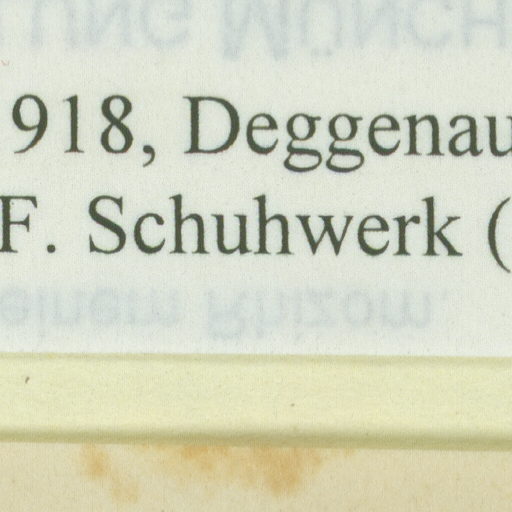 918, Deggenau
F. Schuhwerk (